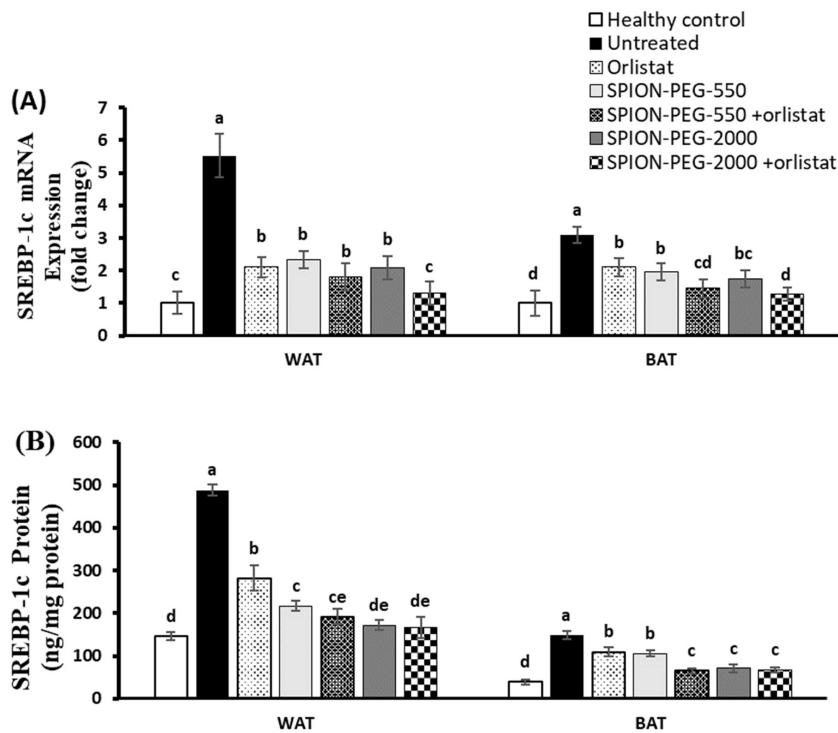 Healthy control
Untreated
Orlistat
SPION-PEG-550
SPION-PEG-550 +orlistat
SPION-PEG-2000
SPION-PEG-2000 +orlistat
(A)
SREBP-1c mRNA
Expression
(fold change)
7
6
5
4
3
2
1
0
c a b b b b c
d a b b cd bc d
WAT BAT
(B)
SREBP-1c Protein
(ng/mg protein)
600
500
400
300
200
100
0
d a b c ce de de
d a b b c c c
WAT BAT